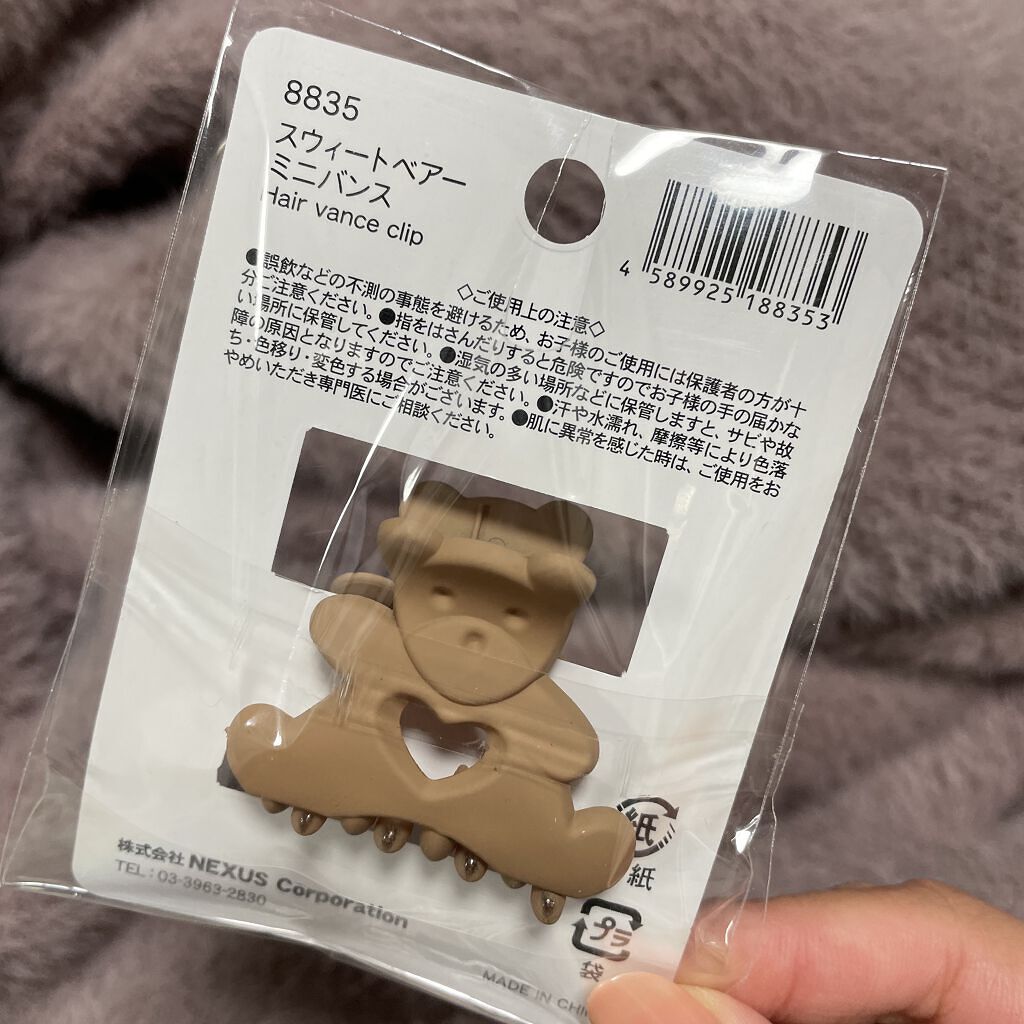 8835
スウィートベアー
ミニバンス
Hair vance clip
4 589925 188353
◇ご使用上の注意◇
●誤飲などの不測の事態を避けるため、お子様のご使用には保護者の方が十
分ご注意ください。●指をはさんだりすると危険ですのでお子様の手の届かな
い場所に保管してください。●湿気の多い場所などに保管しますと、サビや故
障の原因となりますのでご注意ください。●汗や水濡れ、摩擦等により色落
ち・色移り・変色する場合がございます。●肌に異常を感じた時は、ご使用をお
やめいただき専門医にご相談ください。
紙
紙
プラ
袋
株式会社 NEXUS Corporation
TEL：03-3963-2830
MADE IN